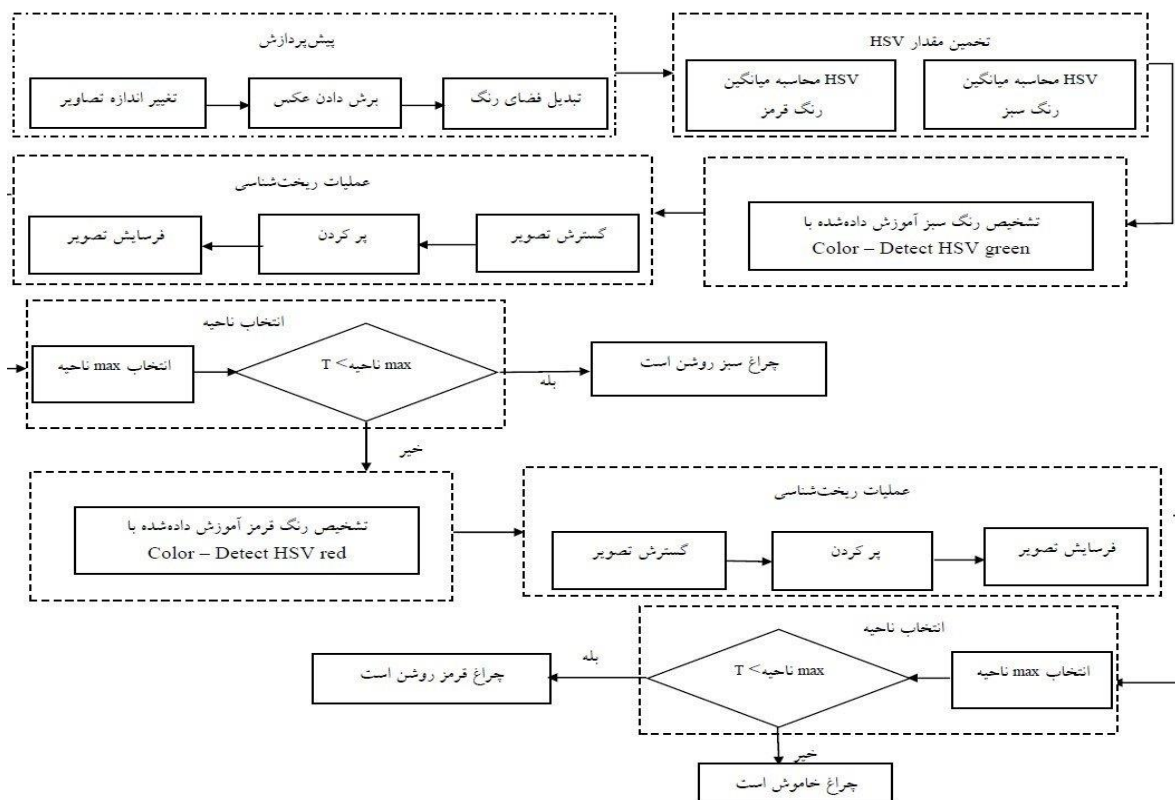 پیش‌پردازش
تغییر اندازه تصاویر
برش دادن عکس
تبدیل فضای رنگ
تخمین مقدار HSV
HSV محاسبه میانگین
رنگ قرمز
HSV محاسبه میانگین
رنگ سبز
تشخیص رنگ سبز آموزش داده‌شده با
Color – Detect HSV green
عملیات ریخت‌شناسی
گسترش تصویر
پر کردن
فرسایش تصویر
انتخاب ناحیه
انتخاب max ناحیه
T < ناحیه max
بله
چراغ سبز روشن است
خیر
تشخیص رنگ قرمز آموزش داده‌شده با
Color – Detect HSV red
عملیات ریخت‌شناسی
گسترش تصویر
پر کردن
فرسایش تصویر
انتخاب ناحیه
انتخاب max ناحیه
T < ناحیه max
بله
چراغ قرمز روشن است
خیر
چراغ خاموش است